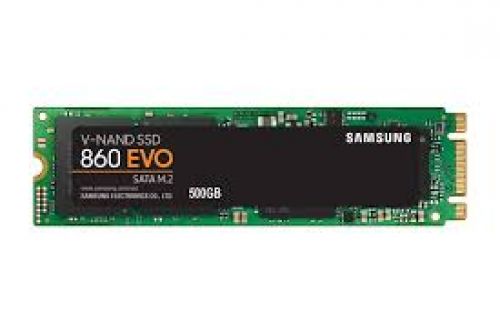 V-NAND SSD
860 EVO
SATA M.2
SAMSUNG ELECTRONICS CO., LTD
500GB
SAMSUNG